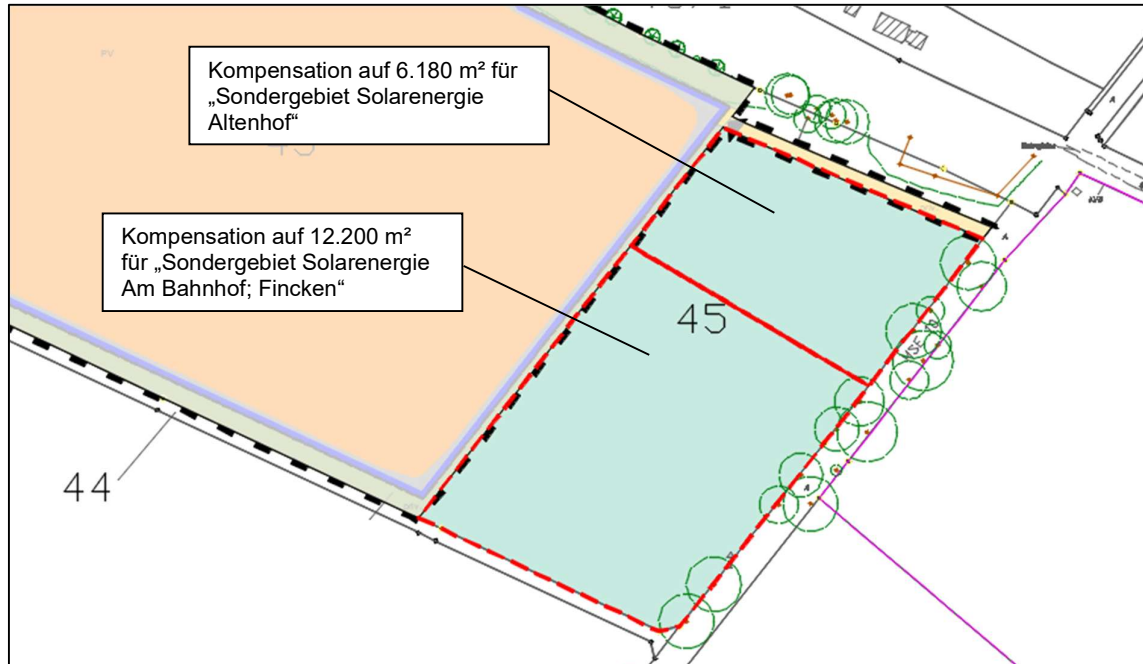 Kompensation auf 6.180 m² für
„Sondergebiet Solarenergie
Altenhof“
Kompensation auf 12.200 m²
für „Sondergebiet Solarenergie
Am Bahnhof; Fincken“
45
44
A
A
A